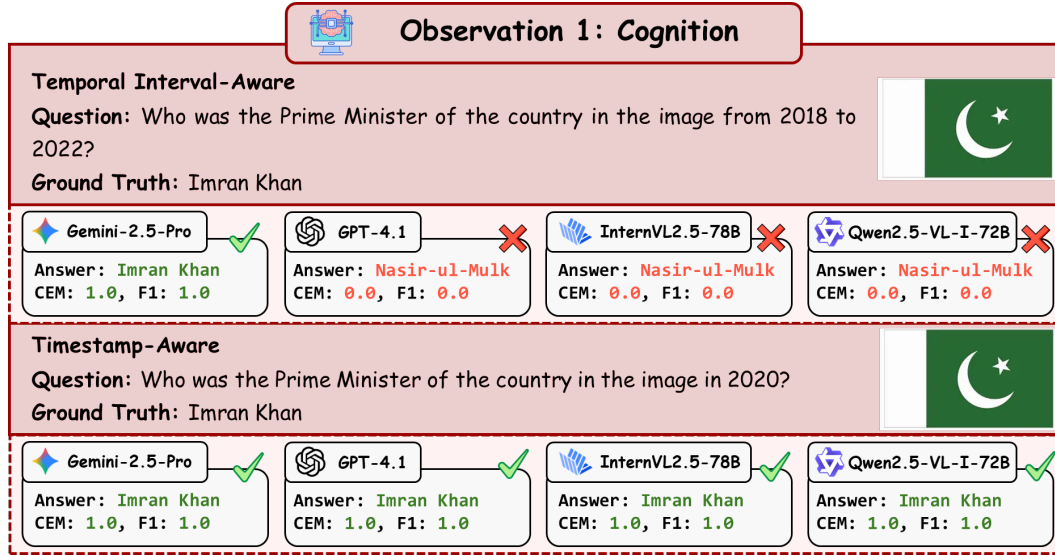 Observation 1: Cognition
Temporal Interval-Aware
Question: Who was the Prime Minister of the country in the image from 2018 to
2022?
Ground Truth: Imran Khan
Gemini-2.5-Pro
Answer: Imran Khan
CEM: 1.0, F1: 1.0
GPT-4.1
Answer: Nasir-ul-Mulk
CEM: 0.0, F1: 0.0
InternVL2.5-78B
Answer: Nasir-ul-Mulk
CEM: 0.0, F1: 0.0
Qwen2.5-VL-I-72B
Answer: Nasir-ul-Mulk
CEM: 0.0, F1: 0.0
Timestamp-Aware
Question: Who was the Prime Minister of the country in the image in 2020?
Ground Truth: Imran Khan
Gemini-2.5-Pro
Answer: Imran Khan
CEM: 1.0, F1: 1.0
GPT-4.1
Answer: Imran Khan
CEM: 1.0, F1: 1.0
InternVL2.5-78B
Answer: Imran Khan
CEM: 1.0, F1: 1.0
Qwen2.5-VL-I-72B
Answer: Imran Khan
CEM: 1.0, F1: 1.0